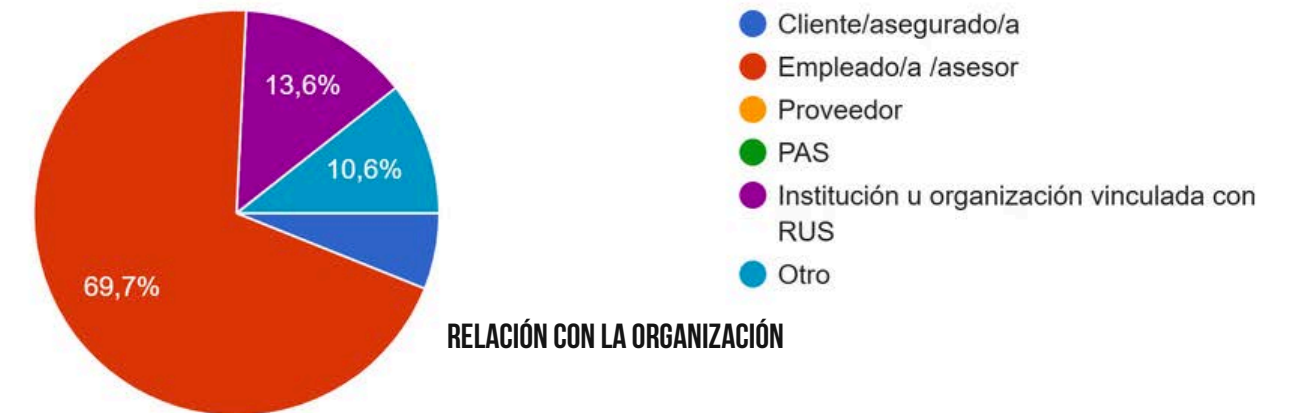 13,6%
10,6%
69,7%
Cliente/asegurado/a
Empleado/a /asesor
Proveedor
PAS
Institución u organización vinculada con
RUS
Otro
RELACIÓN CON LA ORGANIZACIÓN